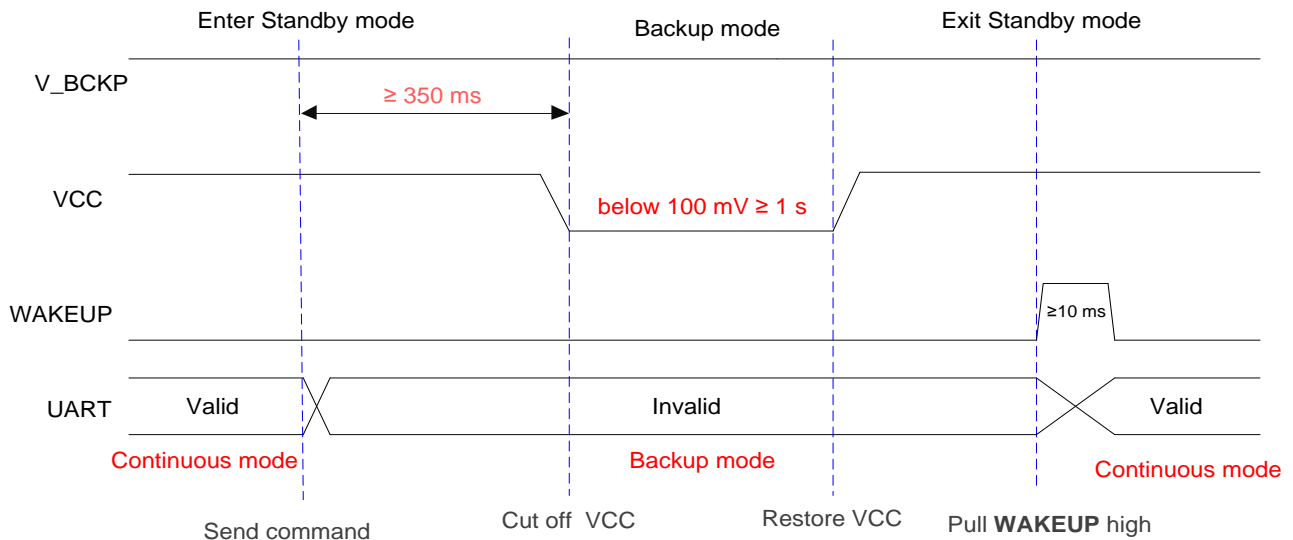 Enter Standby mode
Backup mode
Exit Standby mode
V_BCKP
≥ 350 ms
VCC
below 100 mV ≥ 1 s
WAKEUP
≥10 ms
UART
Valid
Invalid
Valid
Continuous mode
Backup mode
Continuous mode
Send command
Cut off VCC
Restore VCC
Pull WAKEUP high